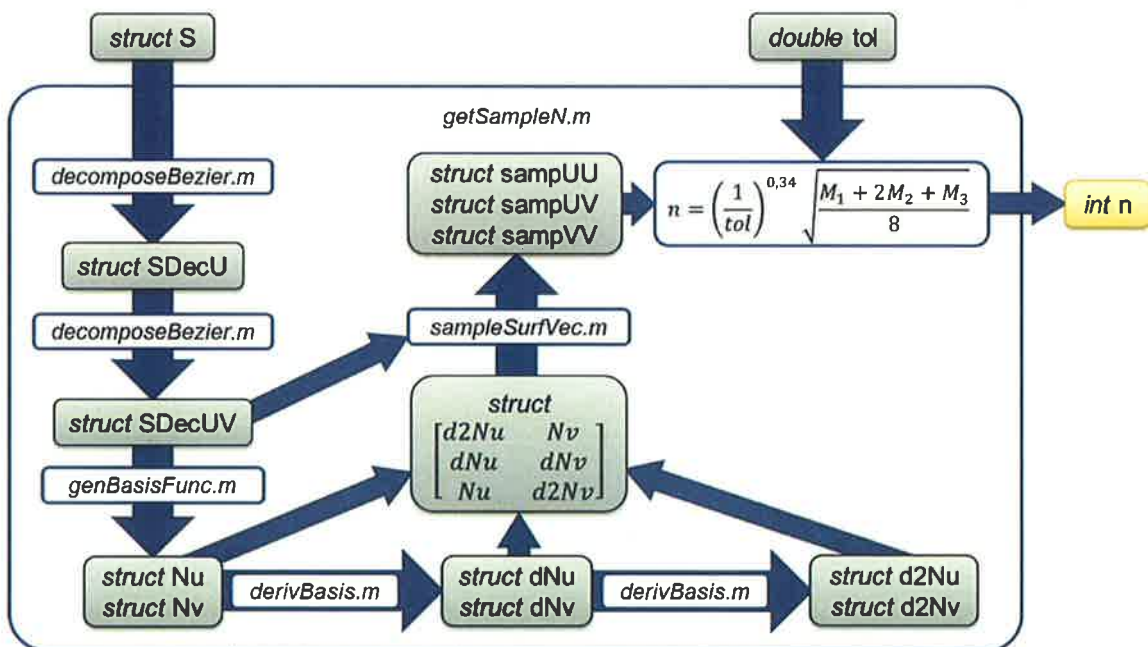 struct S
double tol
getSampleN.m
decomposeBezier.m
struct sampUU
struct sampUV
struct sampVV
n = (1/tol)^0,34 √((M₁ + 2M₂ + M₃)/8)
int n
struct SDecU
decomposeBezier.m
sampleSurfVec.m
struct SDecUV
struct
[d2Nu Nv
dNu dNv
Nu d2Nv]
genBasisFunc.m
struct Nu
struct Nv
derivBasis.m
struct dNu
struct dNv
derivBasis.m
struct d2Nu
struct d2Nv